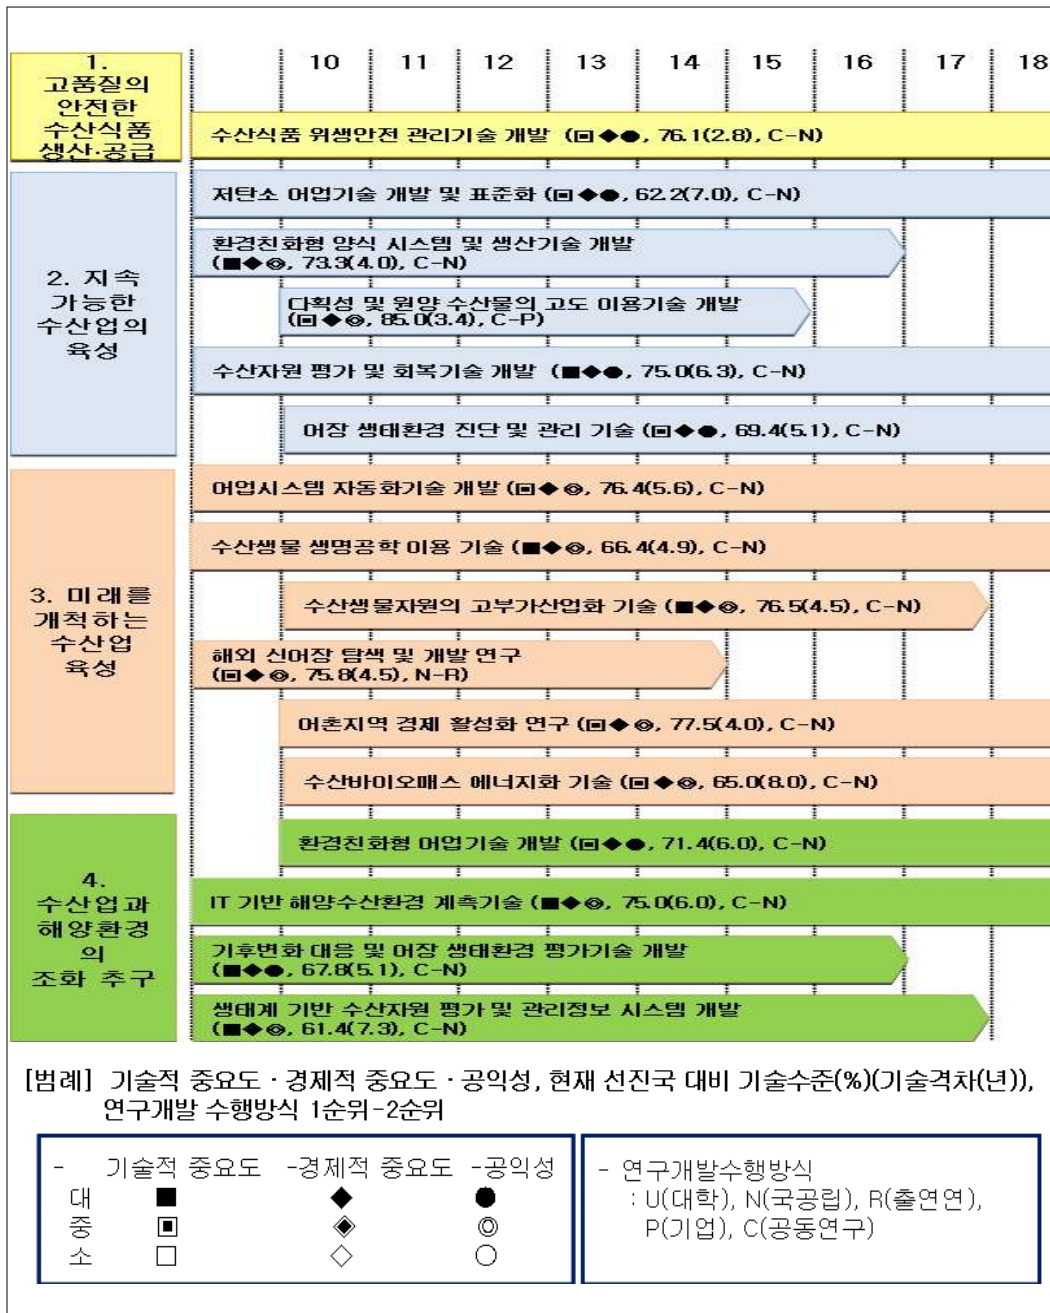 10 11 12 13 14 15 16 17 18
1.
고품질의
안전한
수산식품
생산·공급
수산식품 위생안전 관리기술 개발 (▣◆●, 76.1(2.8), C-N)
2. 지속
가능한
수산업의
육성
저탄소 어업기술 개발 및 표준화 (▣◆●, 62.2(7.0), C-N)
환경친화형 양식 시스템 및 생산기술 개발
(■◆◎, 73.3(4.0), C-N)
다획성 및 원양 수산물의 고도 이용기술 개발
(▣◆◎, 85.0(3.4), C-P)
수산자원 평가 및 회복기술 개발 (■◆●, 75.0(6.3), C-N)
어장 생태환경 진단 및 관리 기술 (▣◆●, 69.4(5.1), C-N)
3. 미래를
개척하는
수산업
육성
어업시스템 자동화기술 개발 (▣◆◎, 76.4(5.6), C-N)
수산생물 생명공학 이용 기술 (■◆◎, 66.4(4.9), C-N)
수산생물자원의 고부가산업화 기술 (■◆◎, 76.5(4.5), C-N)
해외 신어장 탐색 및 개발 연구
(▣◆◎, 75.8(4.5), N-R)
어촌지역 경제 활성화 연구 (▣◆◎, 77.5(4.0), C-N)
수산바이오매스 에너지화 기술 (▣◆◎, 65.0(8.0), C-N)
4.
수산업과
해양환경
의
조화 추구
환경친화형 어업기술 개발 (▣◆●, 71.4(6.0), C-N)
IT 기반 해양수산환경 계측기술 (■◆◎, 75.0(6.0), C-N)
기후변화 대응 및 어장 생태환경 평가기술 개발
(■◆●, 67.8(5.1), C-N)
생태계 기반 수산자원 평가 및 관리정보 시스템 개발
(■◆◎, 61.4(7.3), C-N)
[범례] 기술적 중요도 · 경제적 중요도 · 공익성, 현재 선진국 대비 기술수준(%)(기술격차(년)),
연구개발 수행방식 1순위-2순위
- 기술적 중요도 -경제적 중요도 -공익성
대 ■ ◆ ●
중 ▣ ◈ ◎
소 □ ◇ ○
- 연구개발수행방식
: U(대학), N(국공립), R(출연연),
P(기업), C(공동연구)